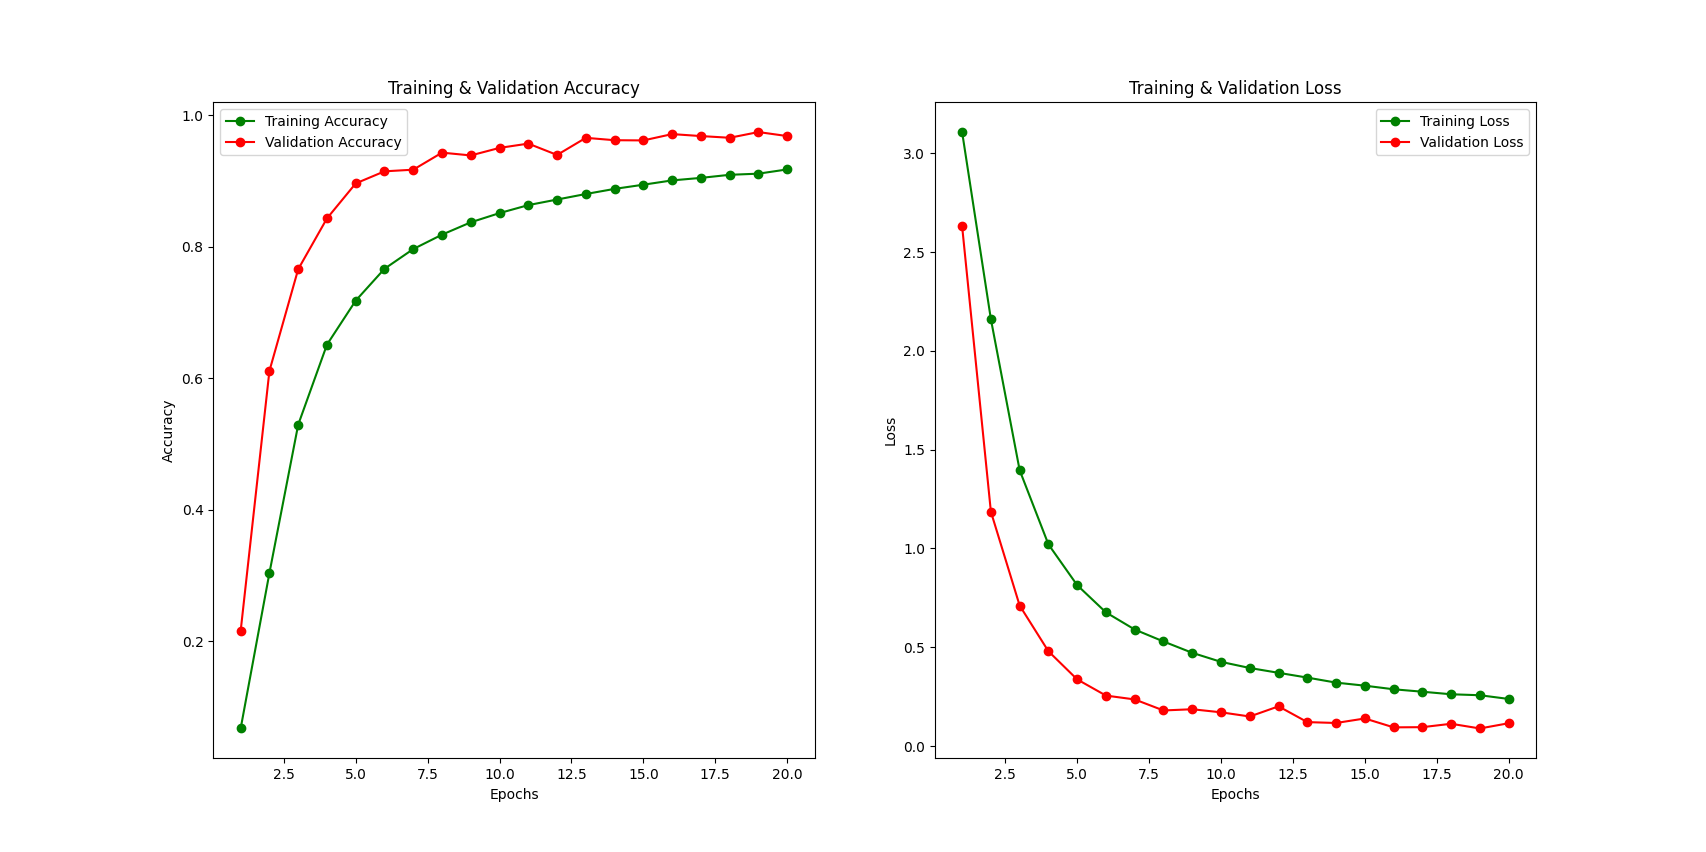 Training & Validation Accuracy
Training Accuracy
Validation Accuracy
1.0
0.8
0.6
0.4
0.2
Accuracy
2.5 5.0 7.5 10.0 12.5 15.0 17.5 20.0
Epochs
Training & Validation Loss
Training Loss
Validation Loss
3.0
2.5
2.0
1.5
1.0
0.5
0.0
Loss
2.5 5.0 7.5 10.0 12.5 15.0 17.5 20.0
Epochs